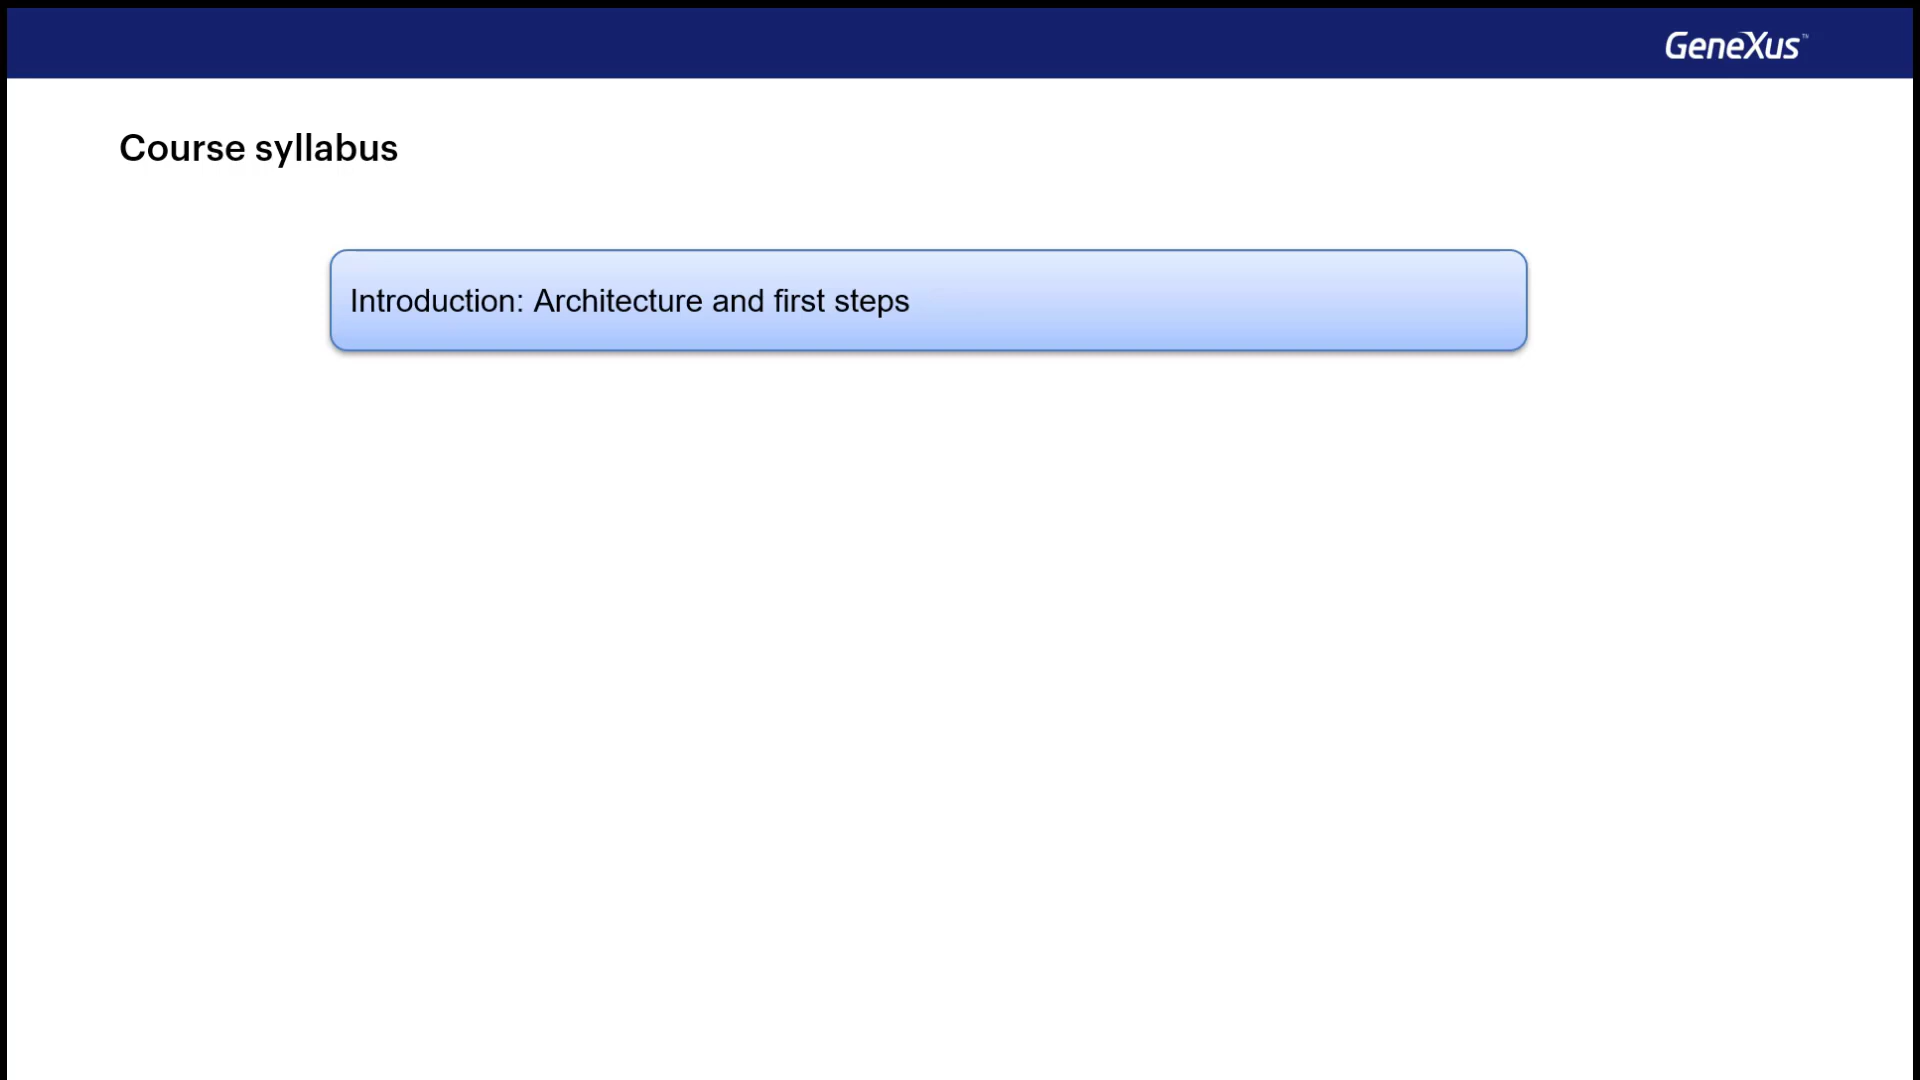 GeneXus™
Course syllabus
Introduction: Architecture and first steps